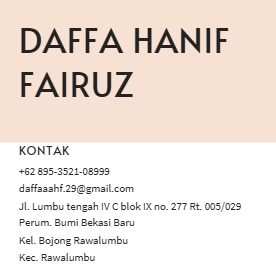 DAFFA HANIF
FAIRUZ
KONTAK
+62 895-3521-08999
daffaaahf.29@gmail.com
Jl. Lumbu tengah IV C blok IX no. 277 Rt. 005/029
Perum. Bumi Bekasi Baru
Kel. Bojong Rawalumbu
Kec. Rawalumbu